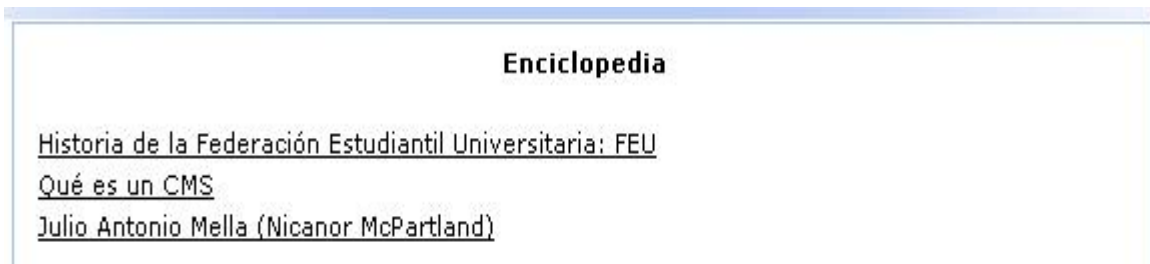 Enciclopedia
Historia de la Federación Estudiantil Universitaria: FEU
Qué es un CMS
Julio Antonio Mella (Nicanor McPartland)